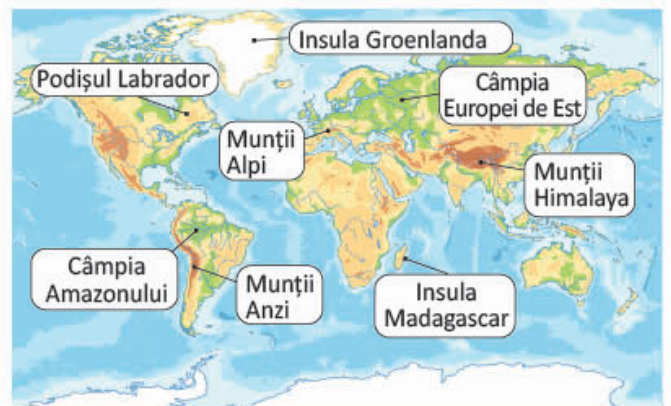 Insula Groenlanda
Podișul Labrador
Câmpia
Europei de Est
Munții
Alpi
Munții
Himalaya
Câmpia
Amazonului
Munții
Anzi
Insula
Madagascar